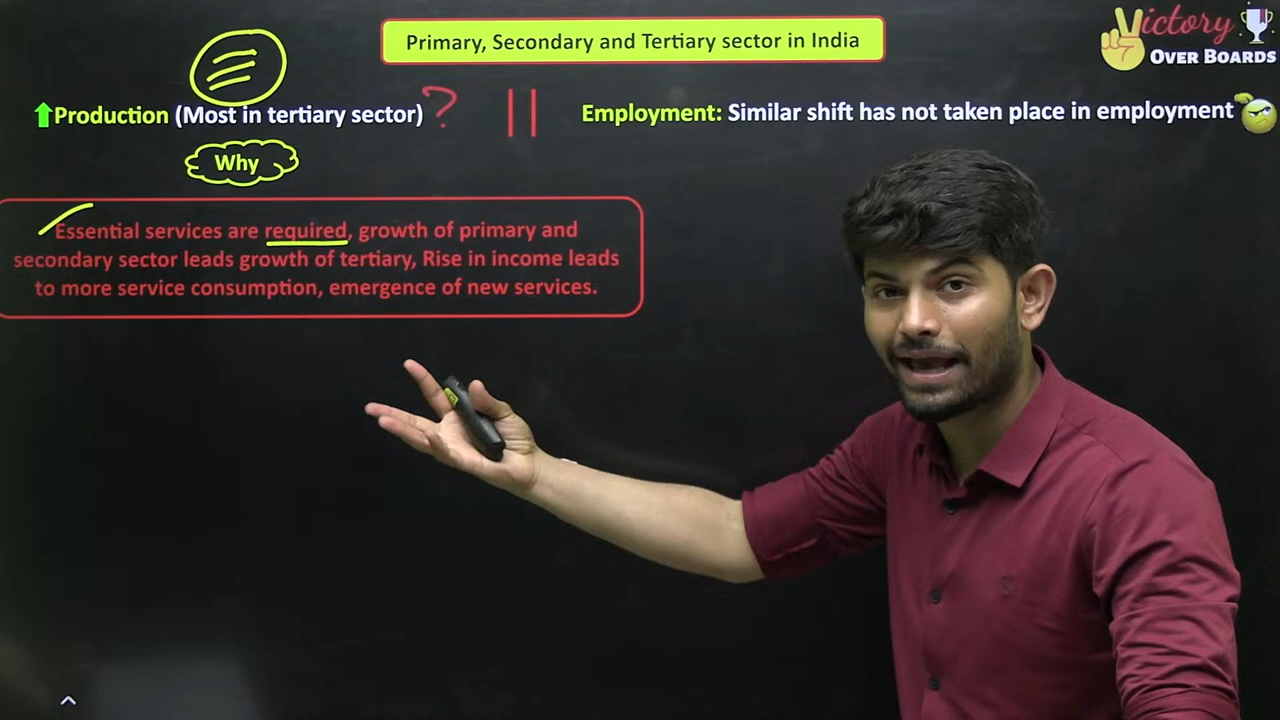 Primary, Secondary and Tertiary sector in India
Victory
OVER BOARDS
Production (Most in tertiary sector)?
Employment: Similar shift has not taken place in employment
Why
Essential services are required, growth of primary and
secondary sector leads growth of tertiary, Rise in income leads
to more service consumption, emergence of new services.